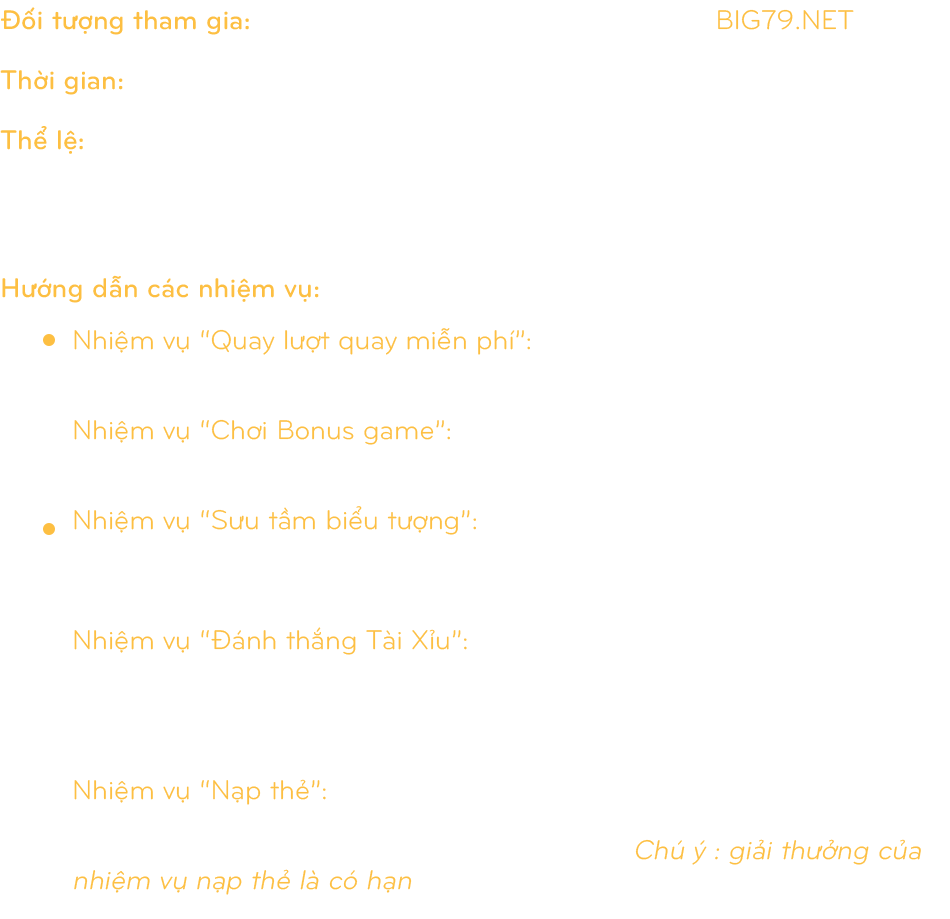 Đối tượng tham gia: BIG79.NET
Thời gian:
Thể lệ:
Hướng dẫn các nhiệm vụ:
Nhiệm vụ "Quay lượt quay miễn phí":
Nhiệm vụ "Chơi Bonus game":
Nhiệm vụ "Sưu tầm biểu tượng":
Nhiệm vụ "Đánh thắng Tài Xỉu":
Nhiệm vụ "Nạp thẻ":
Chú ý : giải thưởng của
nhiệm vụ nạp thẻ là có hạn